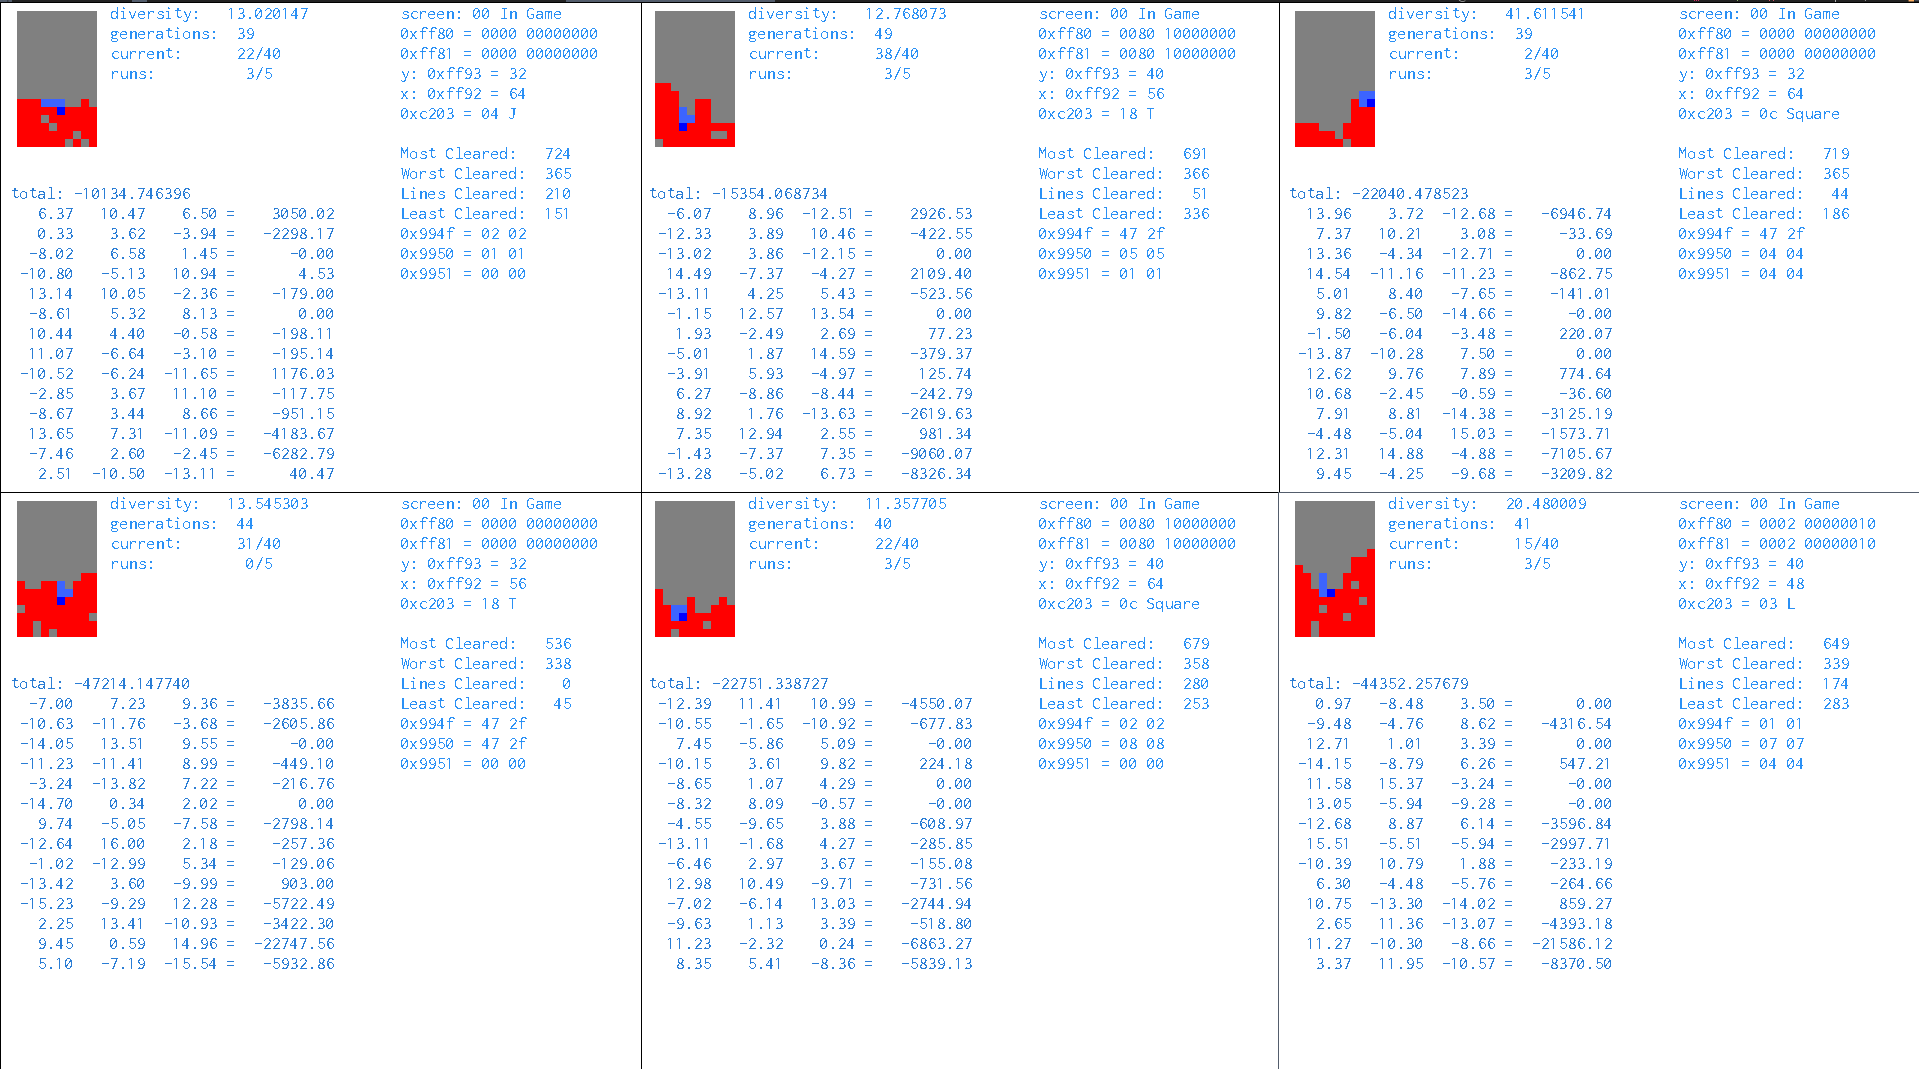 diversity: 13.020147 screen: 00 In Game
generations: 39 0xff80 = 0000 00000000
current: 22/40 0xff81 = 0000 00000000
runs: 3/5 y: 0xff93 = 32
x: 0xff92 = 64
0xc203 = 04 J
Most Cleared: 724
Worst Cleared: 365
total: -10134.746396 Lines Cleared: 210
6.37 10.47 6.50 = 3050.02 Least Cleared: 151
0.33 3.62 -3.94 = -2298.17 0x994f = 02 02
-8.02 6.58 1.45 = -0.00 0x9950 = 01 01
-10.80 -5.13 10.94 = 4.53 0x9951 = 00 00
13.14 10.05 -2.36 = -179.00
-8.61 5.32 8.13 = 0.00
10.44 4.40 -0.58 = -198.11
11.07 -6.64 -3.10 = -195.14
-10.52 -6.24 -11.65 = 1176.03
-2.85 3.67 11.10 = -117.75
-8.67 3.44 8.66 = -951.15
13.65 7.31 -11.09 = -4183.67
-7.46 2.60 -2.45 = -6282.79
2.51 -10.50 -13.11 = 40.47
diversity: 12.768073 screen: 00 In Game
generations: 49 0xff80 = 0080 10000000
current: 38/40 0xff81 = 0080 10000000
runs: 3/5 y: 0xff93 = 40
x: 0xff92 = 56
0xc203 = 18 T
Most Cleared: 691
Worst Cleared: 366
total: -15354.068734 Lines Cleared: 51
-6.07 8.96 -12.51 = 2926.53 Least Cleared: 336
-12.33 3.89 10.46 = -422.55 0x994f = 47 2f
-13.02 3.86 -12.15 = 0.00 0x9950 = 05 05
14.49 -7.37 -4.27 = 2109.40 0x9951 = 01 01
-13.11 4.25 5.43 = -523.56
-1.15 12.57 13.54 = 0.00
1.93 -2.49 2.69 = 77.23
-5.01 1.87 14.59 = -379.37
-3.91 5.93 -4.97 = 125.74
6.27 -8.86 -8.44 = -242.79
8.92 1.76 -13.63 = -2619.63
7.35 12.94 2.55 = 981.34
-1.43 -7.37 7.35 = -9060.07
-13.28 -5.02 6.73 = -8326.34
diversity: 41.611541 screen: 00 In Game
generations: 39 0xff80 = 0000 00000000
current: 2/40 0xff81 = 0000 00000000
runs: 3/5 y: 0xff93 = 32
x: 0xff92 = 64
0xc203 = 0c Square
Most Cleared: 719
Worst Cleared: 365
total: -22040.478523 Lines Cleared: 44
13.96 3.72 -12.68 = -6946.74 Least Cleared: 186
7.37 10.21 3.08 = -33.69 0x994f = 47 2f
13.36 -4.34 -12.71 = 0.00 0x9950 = 04 04
14.54 -11.16 -11.23 = -862.75 0x9951 = 04 04
5.01 8.40 -7.65 = -141.01
9.82 -6.50 -14.66 = -0.00
-1.50 -6.04 -3.48 = 220.07
-13.87 -10.28 7.50 = 0.00
12.62 9.76 7.89 = 774.64
10.68 -2.45 -0.59 = -36.60
7.91 8.81 -14.38 = -3125.19
-4.48 -5.04 15.03 = -1573.71
12.31 14.88 -4.88 = -7105.67
9.45 -4.25 -9.68 = -3209.82
diversity: 13.545303 screen: 00 In Game
generations: 44 0xff80 = 0000 00000000
current: 31/40 0xff81 = 0000 00000000
runs: 0/5 y: 0xff93 = 32
x: 0xff92 = 56
0xc203 = 18 T
Most Cleared: 536
Worst Cleared: 338
total: -47214.147740 Lines Cleared: 0
-7.00 7.23 9.36 = -3835.66 Least Cleared: 45
-10.63 -11.76 -3.68 = -2605.86 0x994f = 47 2f
-14.05 13.51 9.55 = -0.00 0x9950 = 47 2f
-11.23 -11.41 8.99 = -449.10 0x9951 = 00 00
-3.24 -13.82 7.22 = -216.76
-14.70 0.34 2.02 = 0.00
9.74 -5.05 -7.58 = -2798.14
-12.64 16.00 2.18 = -257.36
-1.02 -12.99 5.34 = -129.06
-13.42 3.60 -9.99 = 903.00
-15.23 -9.29 12.28 = -5722.49
2.25 13.41 -10.93 = -3422.30
9.45 0.59 14.96 = -22747.56
5.10 -7.19 -15.54 = -5932.86
diversity: 11.357705 screen: 00 In Game
generations: 40 0xff80 = 0080 10000000
current: 22/40 0xff81 = 0080 10000000
runs: 3/5 y: 0xff93 = 40
x: 0xff92 = 64
0xc203 = 0c Square
Most Cleared: 679
Worst Cleared: 358
total: -22751.338727 Lines Cleared: 280
-12.39 11.41 10.99 = -4550.07 Least Cleared: 253
-10.55 -1.65 -10.92 = -677.83 0x994f = 02 02
7.45 -5.86 5.09 = -0.00 0x9950 = 08 08
-10.15 3.61 9.82 = 224.18 0x9951 = 00 00
-8.65 1.07 4.29 = 0.00
-8.32 8.09 -0.57 = -0.00
-4.55 -9.65 3.88 = -608.97
-13.11 -1.68 4.27 = -285.85
-6.46 2.97 3.67 = -155.08
12.98 10.49 -9.71 = -731.56
-7.02 -6.14 13.03 = -2744.94
-9.63 1.13 3.39 = -518.80
11.23 -2.32 0.24 = -6863.27
8.35 5.41 -8.36 = -5839.13
diversity: 20.480009 screen: 00 In Game
generations: 41 0xff80 = 0002 00000010
current: 15/40 0xff81 = 0002 00000010
runs: 3/5 y: 0xff93 = 40
x: 0xff92 = 48
0xc203 = 03 L
Most Cleared: 649
Worst Cleared: 339
total: -44352.257679 Lines Cleared: 174
0.97 -8.48 3.50 = 0.00 Least Cleared: 283
-9.48 -4.76 8.62 = -4316.54 0x994f = 01 01
12.71 1.01 3.39 = 0.00 0x9950 = 07 07
-14.15 -8.79 6.26 = 547.21 0x9951 = 04 04
11.58 15.37 -3.24 = -0.00
13.05 -5.94 -9.28 = -0.00
-12.68 8.87 6.14 = -3596.84
15.51 -5.51 -5.94 = -2997.71
-10.39 10.79 1.88 = -233.19
6.30 -4.48 -5.76 = -264.66
10.75 -13.30 -14.02 = 859.27
2.65 11.36 -13.07 = -4393.18
11.27 -10.30 -8.66 = -21586.12
3.37 11.95 -10.57 = -8370.50